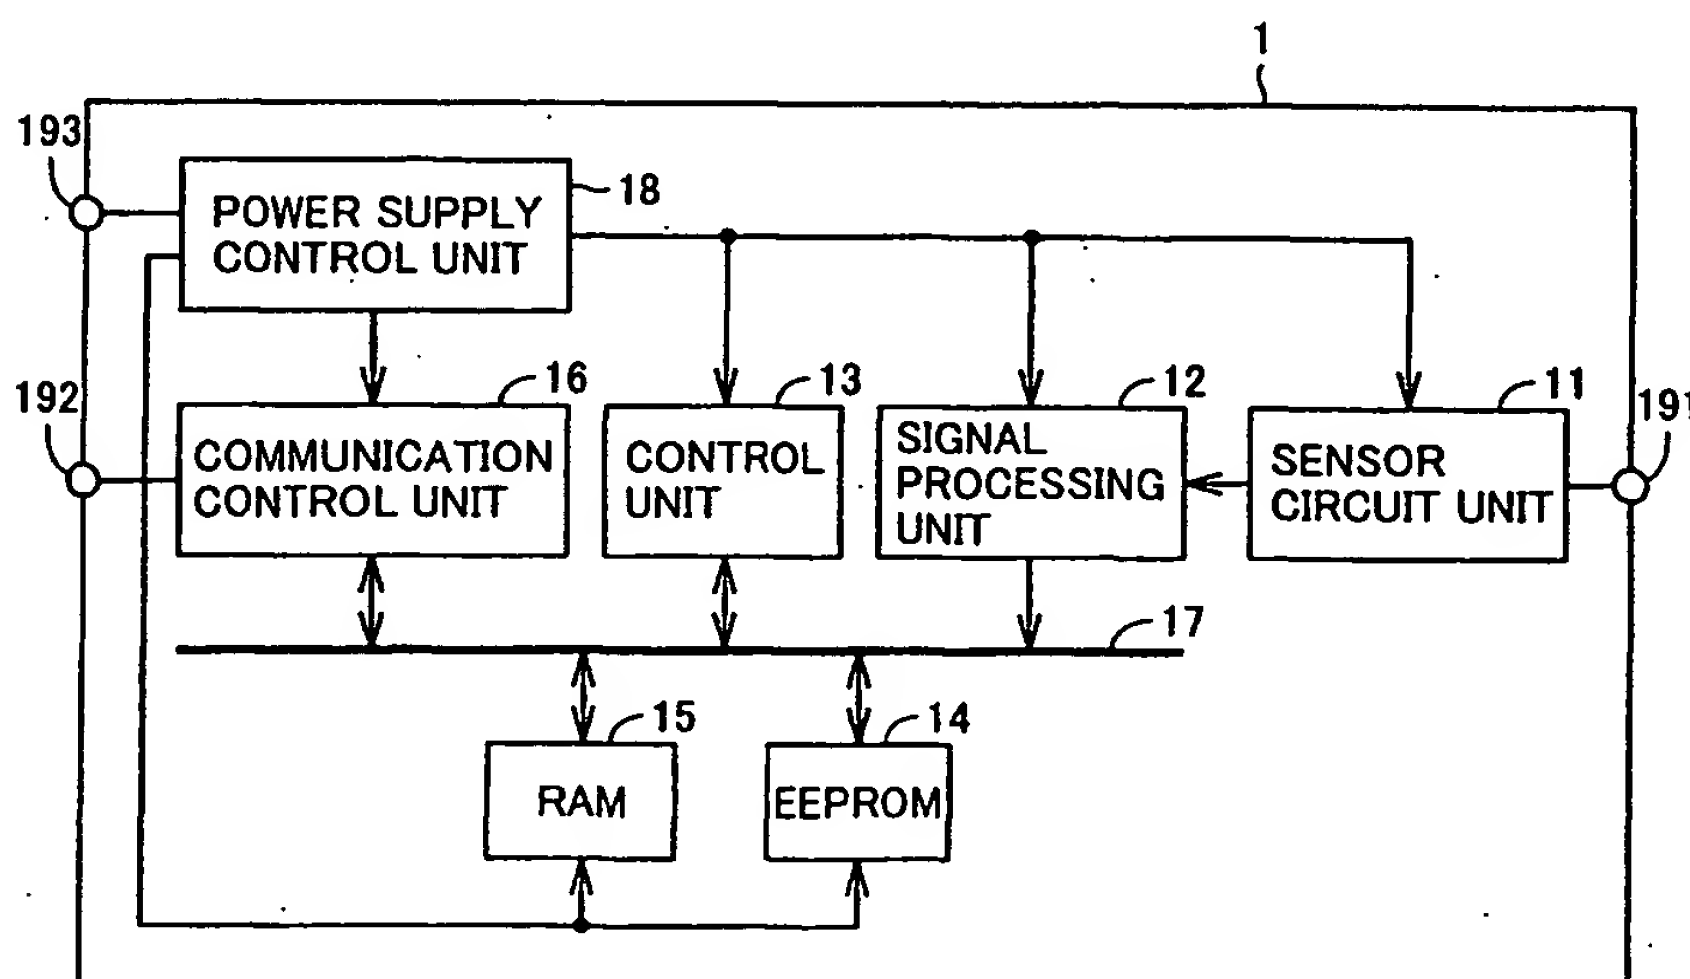 1
193
POWER SUPPLY
CONTROL UNIT
18
192
16
13
12
11
191
COMMUNICATION
CONTROL UNIT
CONTROL
UNIT
SIGNAL
PROCESSING
UNIT
SENSOR
CIRCUIT UNIT
17
15
14
RAM
EEPROM